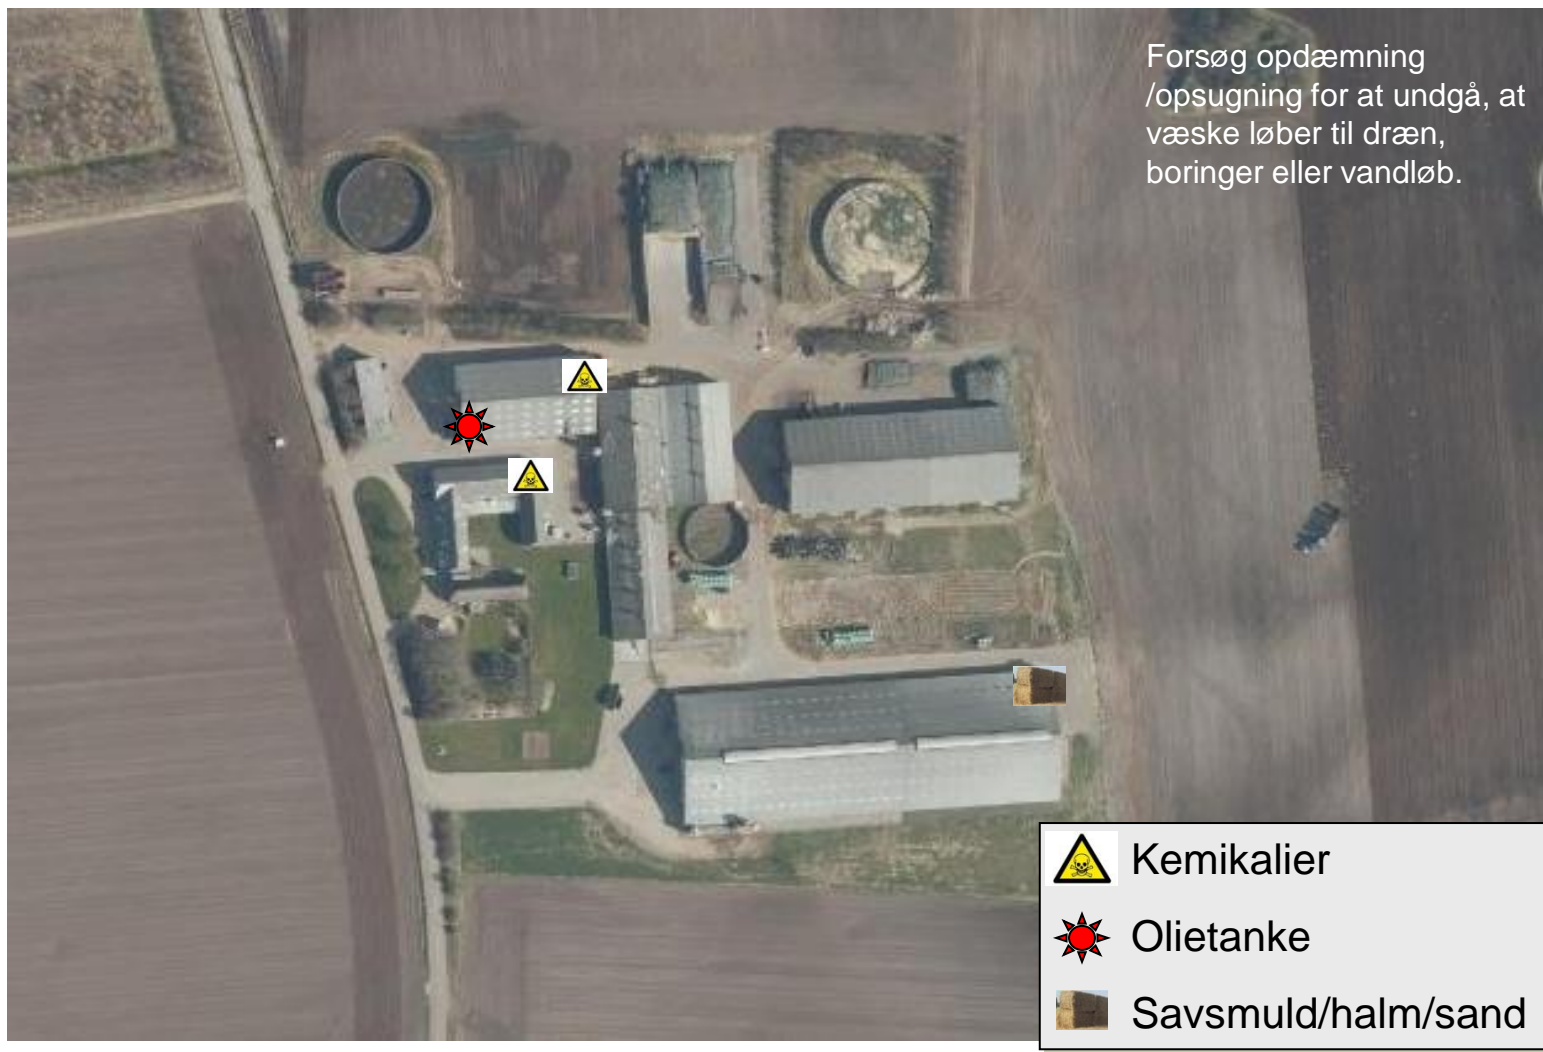 Forsøg opdæmning
/opsugning for at undgå, at
væske løber til dræn,
boringer eller vandløb.
Kemikalier
Olietanke
Savsmuld/halm/sand